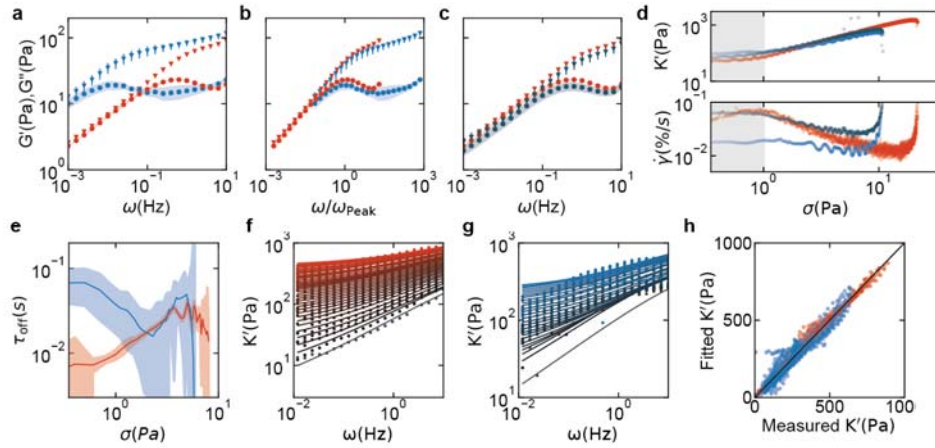 a
b
c
d
G'(Pa),G"(Pa)
10²
10¹
10⁰
10⁻³
10⁻¹
10¹
ω(Hz)
10⁻²
10⁰
10³
ω/ω_Peak
10⁻³
10⁻¹
10¹
ω(Hz)
K'(Pa)
10³
10¹
γ̇(%/s)
10⁻¹
10⁻²
10⁰
10¹
σ(Pa)
e
f
g
h
τ_off(s)
10⁻¹
10⁻²
10⁰
10¹
σ(Pa)
K'(Pa)
10³
10²
10¹
10⁻²
10⁰
ω(Hz)
K'(Pa)
10³
10²
10¹
10⁻²
10⁰
ω(Hz)
Fitted K'(Pa)
1000
500
0
0
500
1000
Measured K'(Pa)